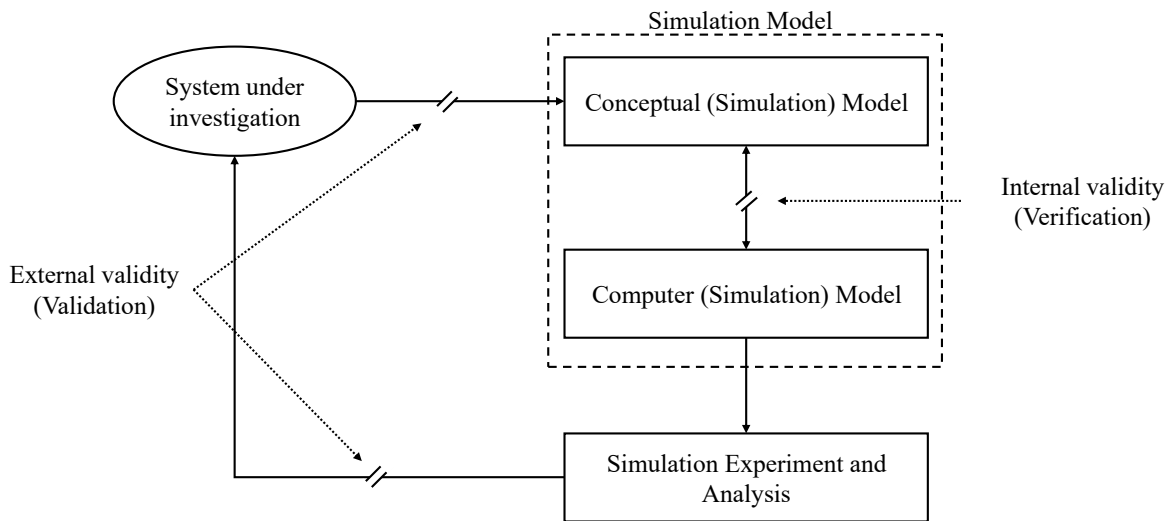 Simulation Model
System under
investigation
Conceptual (Simulation) Model
Internal validity
(Verification)
External validity
(Validation)
Computer (Simulation) Model
Simulation Experiment and
Analysis